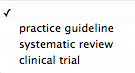 ✓
practice guideline
systematic review
clinical trial